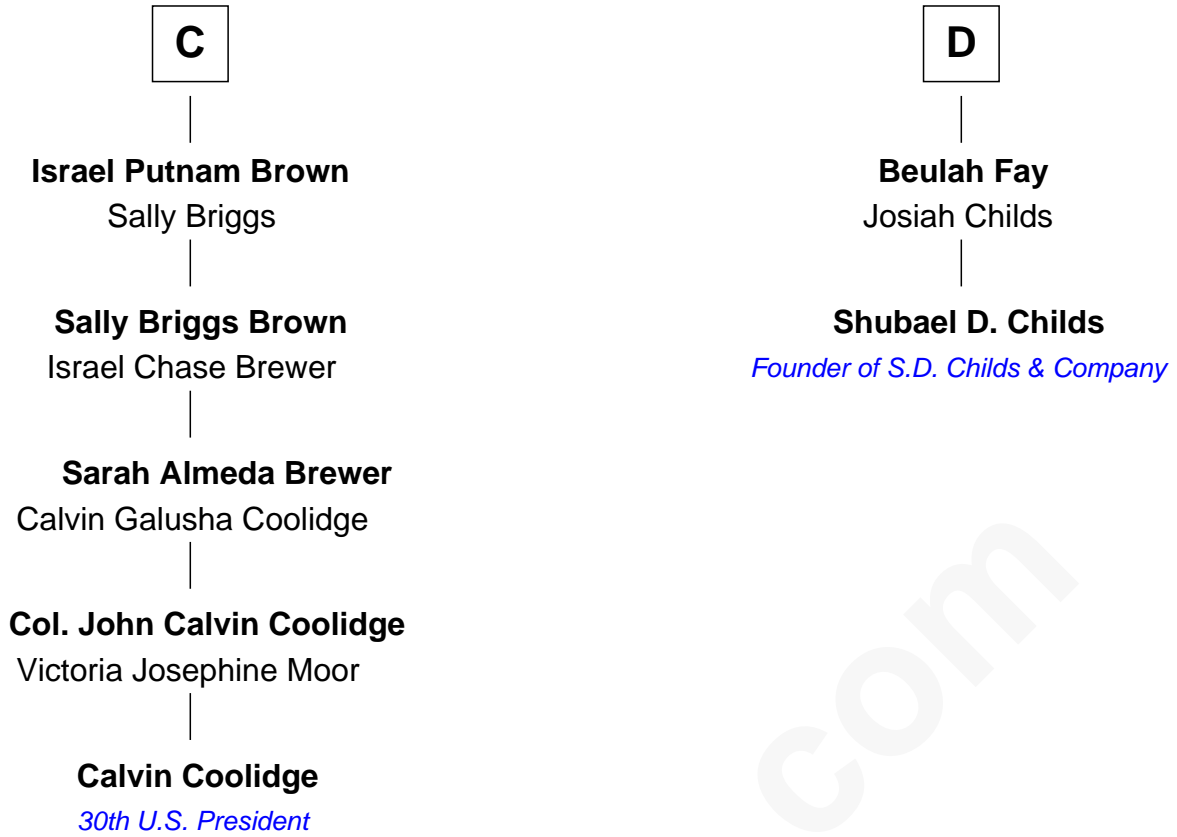 C
Israel Putnam Brown
Sally Briggs
Sally Briggs Brown
Israel Chase Brewer
Sarah Almeda Brewer
Calvin Galusha Coolidge
Col. John Calvin Coolidge
Victoria Josephine Moor
Calvin Coolidge
30th U.S. President
D
Beulah Fay
Josiah Childs
Shubael D. Childs
Founder of S.D. Childs & Company
com